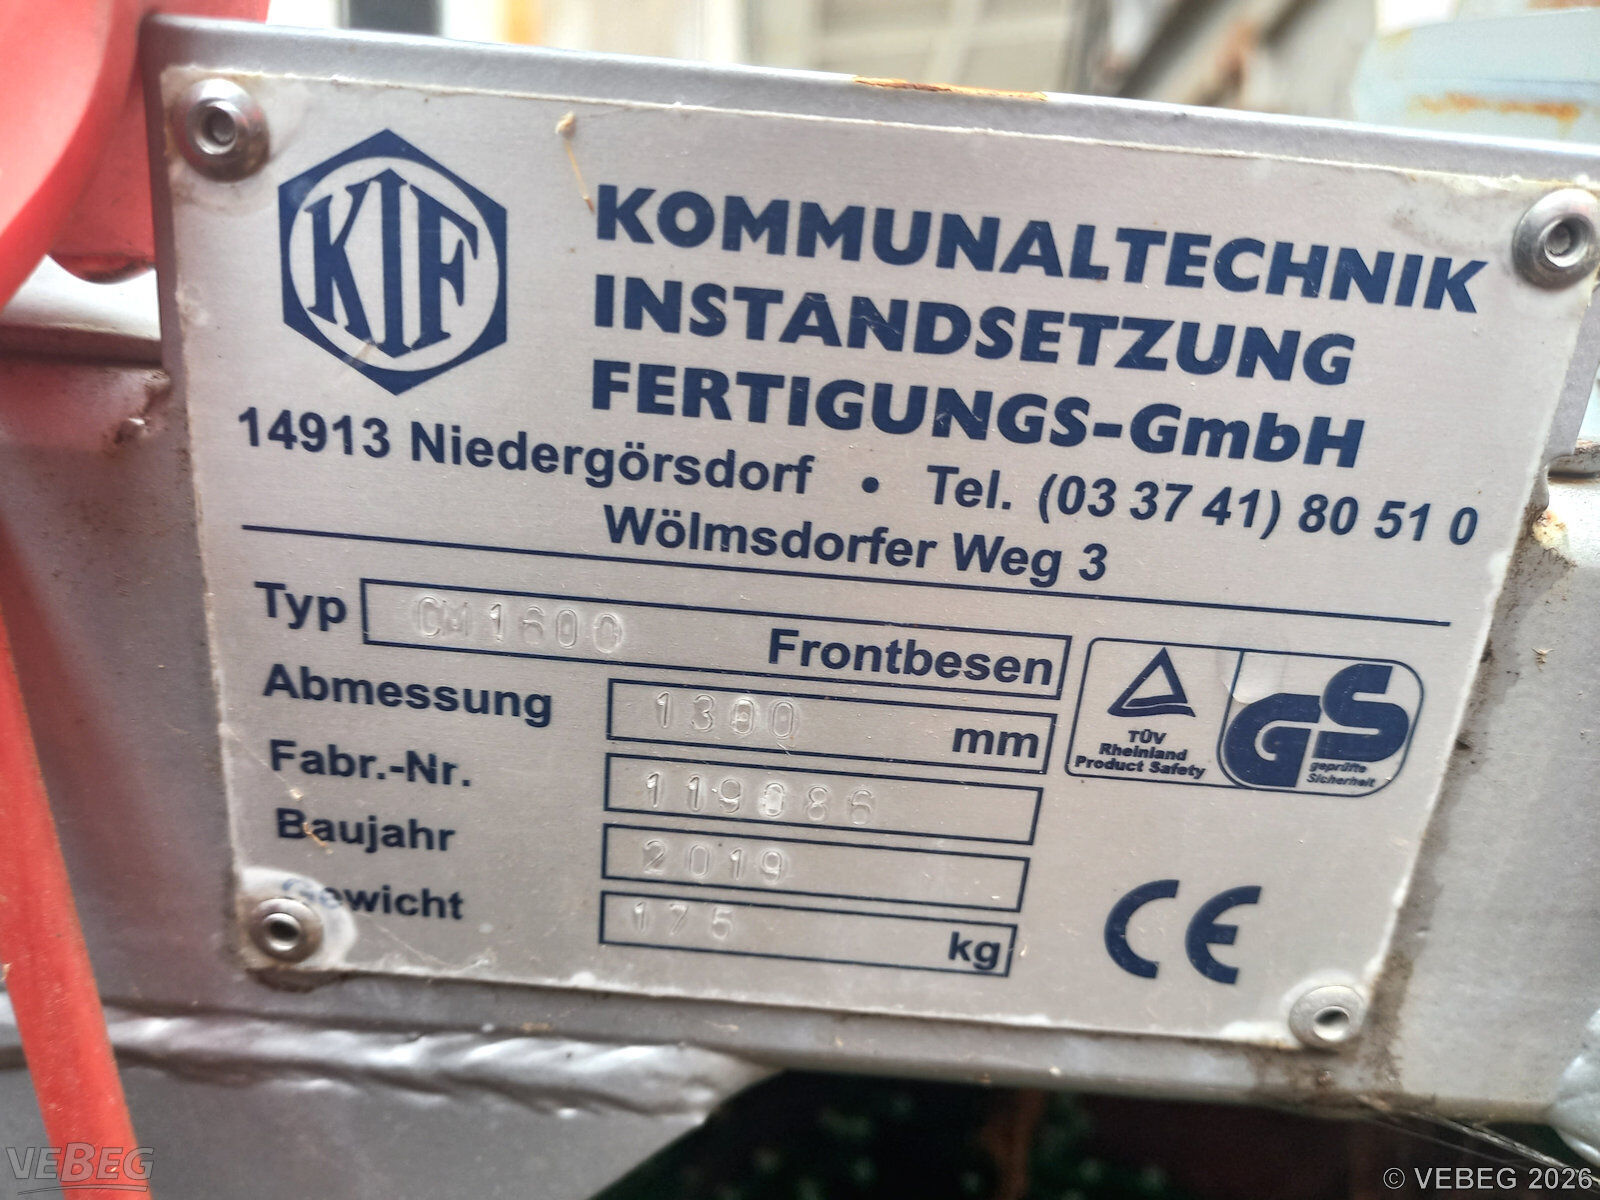 KIF
KOMMUNALTECHNIK
INSTANDSETZUNG
FERTIGUNGS-GmbH
14913 Niedergörsdorf • Tel. (03 37 41) 80 51 0
Wölmsdorfer Weg 3
Typ CM1600 Frontbesen
Abmessung 1300 mm
Fabr.-Nr. 119086
Baujahr 2019
Gewicht 175 kg
TÜV
Rheinland
Product Safety
GS
geprüfte
Sicherheit
CE
VEBEG
© VEBEG 2026